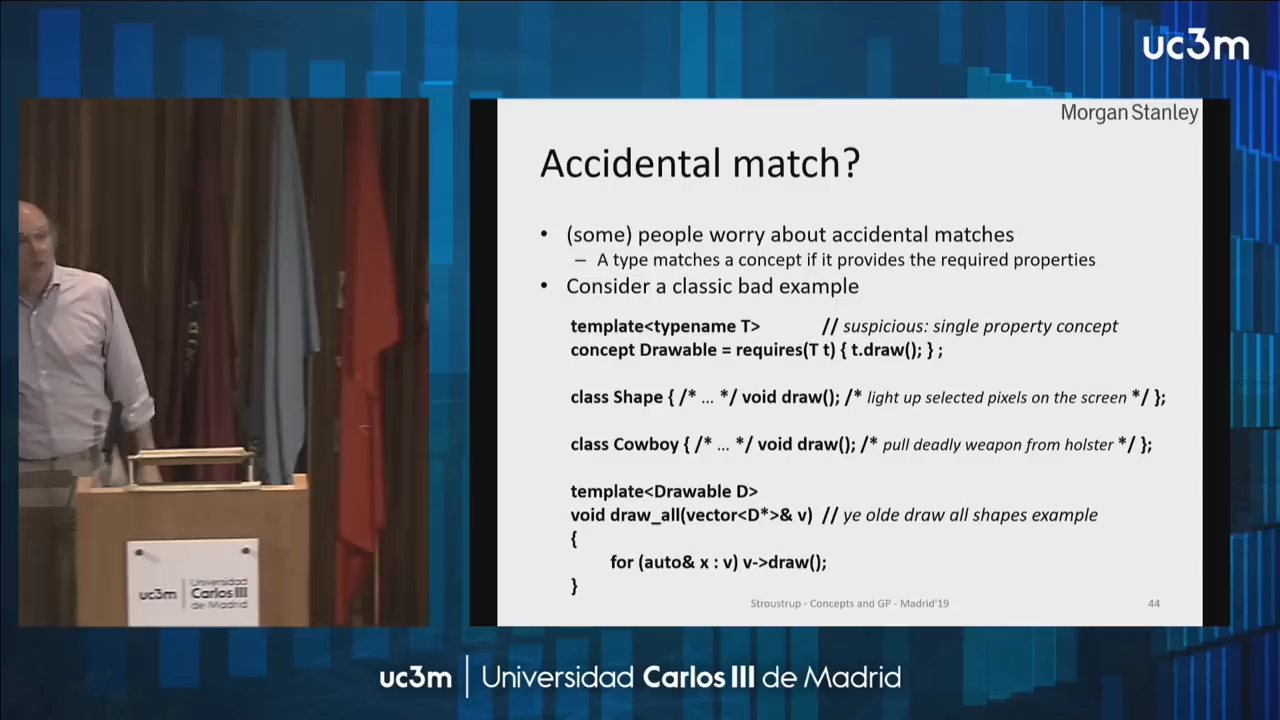 uc3m
Morgan Stanley
Accidental match?
• (some) people worry about accidental matches
– A type matches a concept if it provides the required properties
• Consider a classic bad example
template<typename T> // suspicious: single property concept
concept Drawable = requires(T t) { t.draw(); } ;
class Shape { /* ... */ void draw(); /* light up selected pixels on the screen */ };
class Cowboy { /* ... */ void draw(); /* pull deadly weapon from holster */ };
template<Drawable D>
void draw_all(vector<D*>& v) // ye olde draw all shapes example
{
for (auto& x : v) v->draw();
}
Stroustrup - Concepts and GP - Madrid'19 44
uc3m
Universidad
Carlos III
de Madrid
uc3m | Universidad Carlos III de Madrid